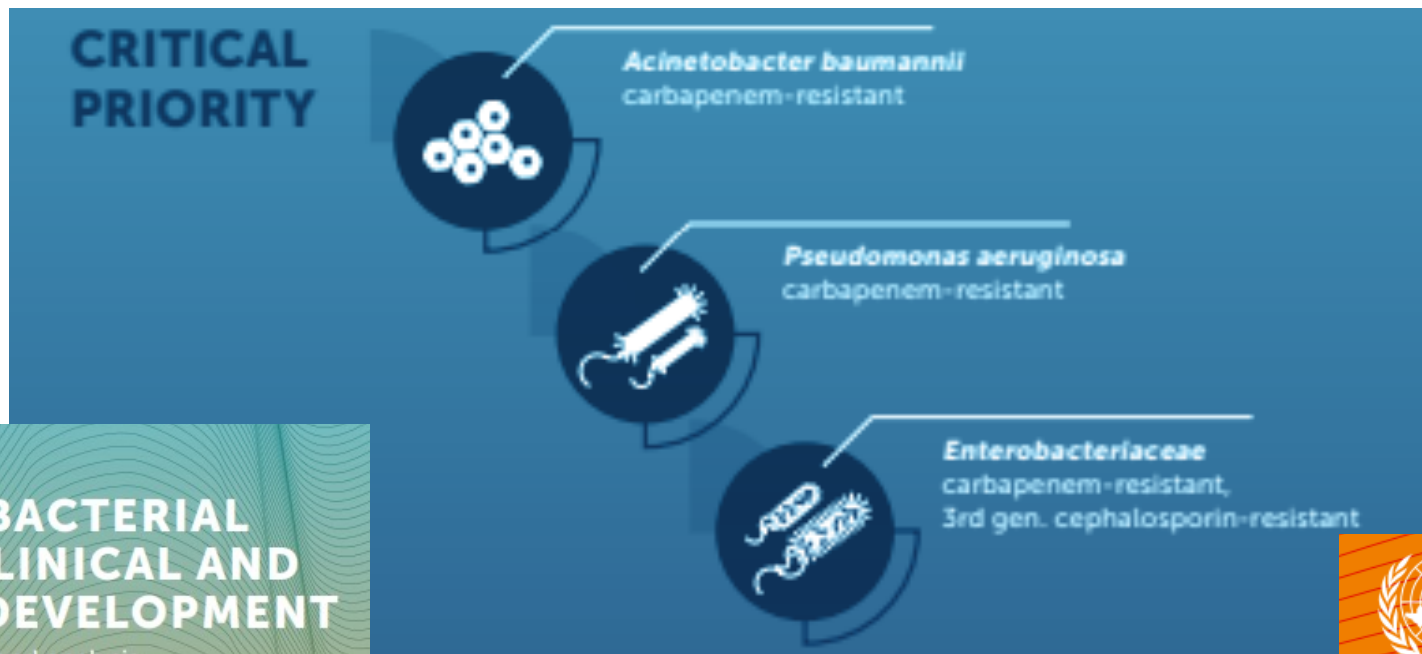 CRITICAL
PRIORITY
Acinetobacter baumannii
carbapenem-resistant
Pseudomonas aeruginosa
carbapenem-resistant
Enterobacteriaceae
carbapenem-resistant,
3rd gen. cephalosporin-resistant
BACTERIAL
LINICAL AND
DEVELOPMENT